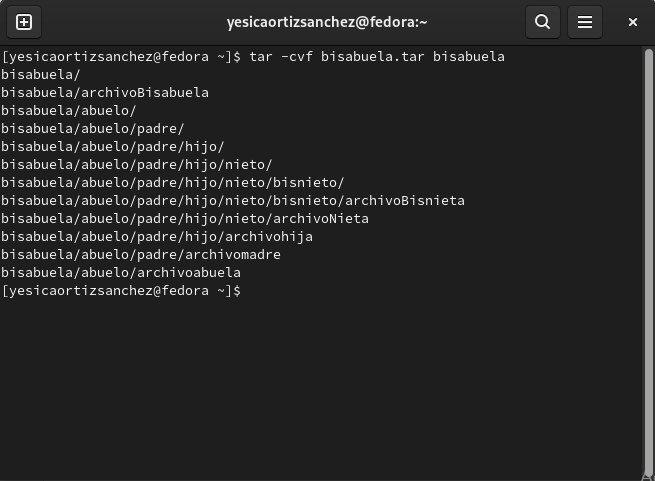 yesicaortizsanchez@fedora:~
[yesicaortizsanchez@fedora ~]$ tar -cvf bisabuela.tar bisabuela
bisabuela/
bisabuela/archivoBisabuela
bisabuela/abuelo/
bisabuela/abuelo/padre/
bisabuela/abuelo/padre/hijo/
bisabuela/abuelo/padre/hijo/nieto/
bisabuela/abuelo/padre/hijo/nieto/bisnieto/
bisabuela/abuelo/padre/hijo/nieto/bisnieto/archivoBisnieta
bisabuela/abuelo/padre/hijo/nieto/archivoNieta
bisabuela/abuelo/padre/hijo/archivohija
bisabuela/abuelo/padre/archivomadre
bisabuela/abuelo/archivoabuela
[yesicaortizsanchez@fedora ~]$